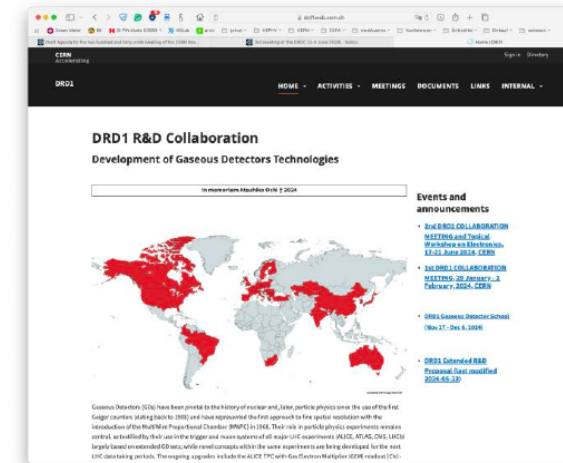 CERN
Accelerating
Sign in Directory
DRD1
HOME ACTIVITIES MEETINGS DOCUMENTS LINKS INTERNAL
DRD1 R&D Collaboration
Development of Gaseous Detectors Technologies
In memoriam Atsuhiko Ochi † 2024
Events and
announcements
2nd DRD1 COLLABORATION
MEETING and Topical
Workshop on Electronics,
17-21 June 2024, CERN
1st DRD1 COLLABORATION
MEETING, 29 January - 2
February, 2024, CERN
DRD1 Gaseous Detector School
(Nov 27 - Dec 6, 2024)
DRD1 Extended R&D
Proposal (last modified
Gaseous Detectors (GDs) have been pivotal to the history of nuclear and, later, particle physics since the use of the first
Geiger counters (dating back to 1908) and have represented the first approach to fine spatial resolution with the
introduction of the MultiWire Proportional Chamber (MWPC) in 1968. Their role in particle physics experiments remains
central, as testified by their use in the trigger and muon systems of all major LHC experiments (ALICE, ATLAS, CMS, LHCb)
largely based on extended GD sets; while novel concepts within the same experiments are being developed for the next
LHC data taking periods. The ongoing upgrades include the ALICE TPC with Gas Electron Multiplier (GEM) readout